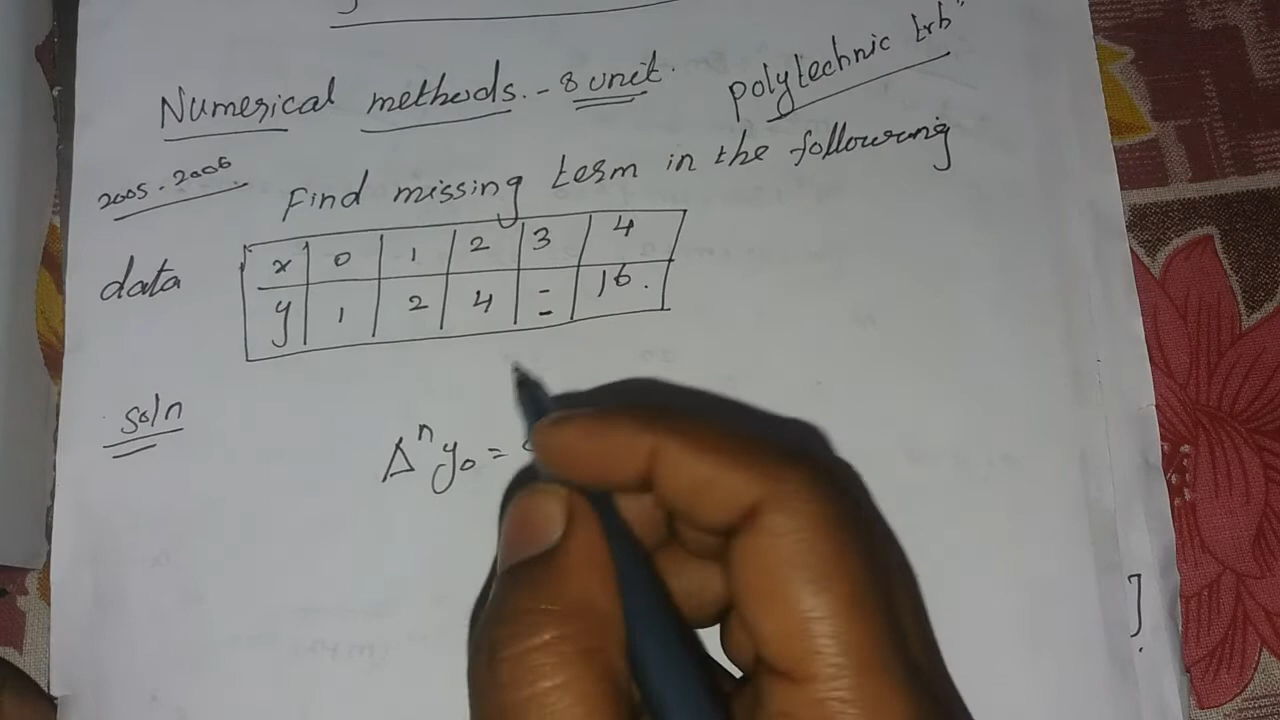 Numerical methods. - 8 unit.
polytechnic trb"
2005-2006
Find missing term in the following
data
x 0 1 2 3 4
y 1 2 4 - 16.
soln
Δⁿy₀ =